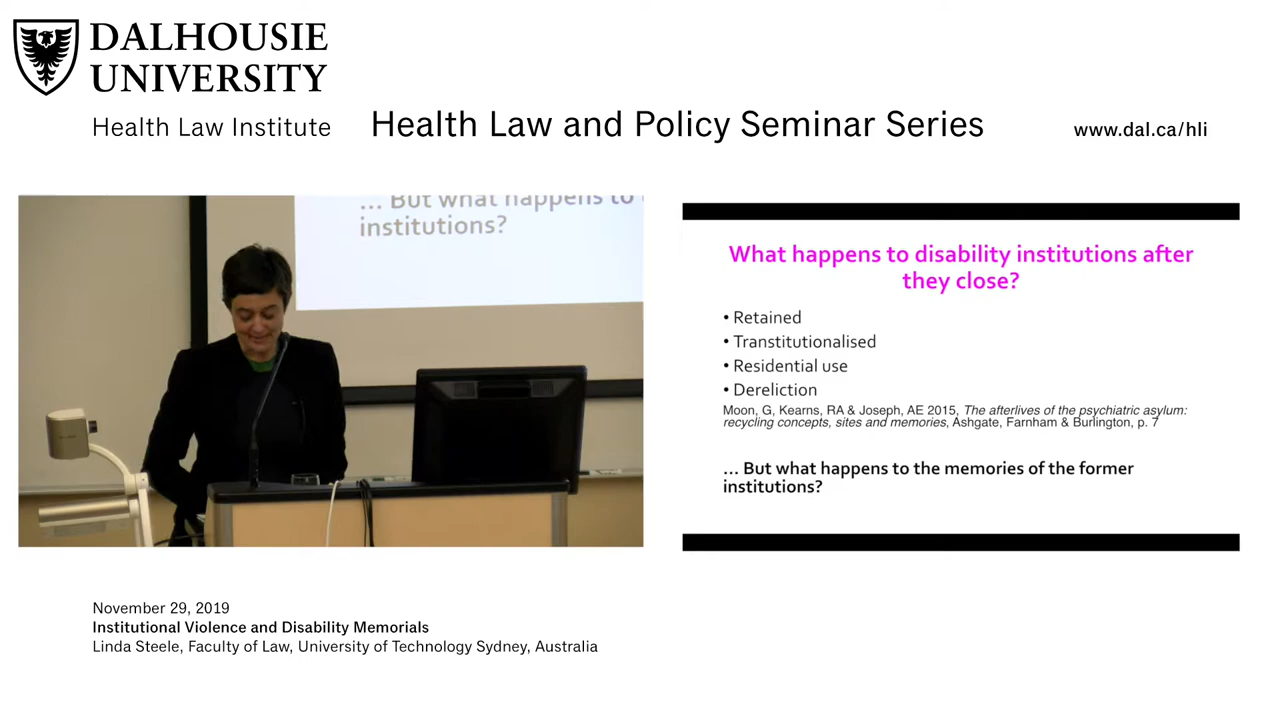 DALHOUSIE
UNIVERSITY
Health Law Institute
Health Law and Policy Seminar Series
www.dal.ca/hli
... But what happens to
institutions?
What happens to disability institutions after
they close?
• Retained
• Transtitutionalised
• Residential use
• Dereliction
Moon, G, Kearns, RA & Joseph, AE 2015, The afterlives of the psychiatric asylum:
recycling concepts, sites and memories, Ashgate, Farnham & Burlington, p. 7
... But what happens to the memories of the former
institutions?
November 29, 2019
Institutional Violence and Disability Memorials
Linda Steele, Faculty of Law, University of Technology Sydney, Australia